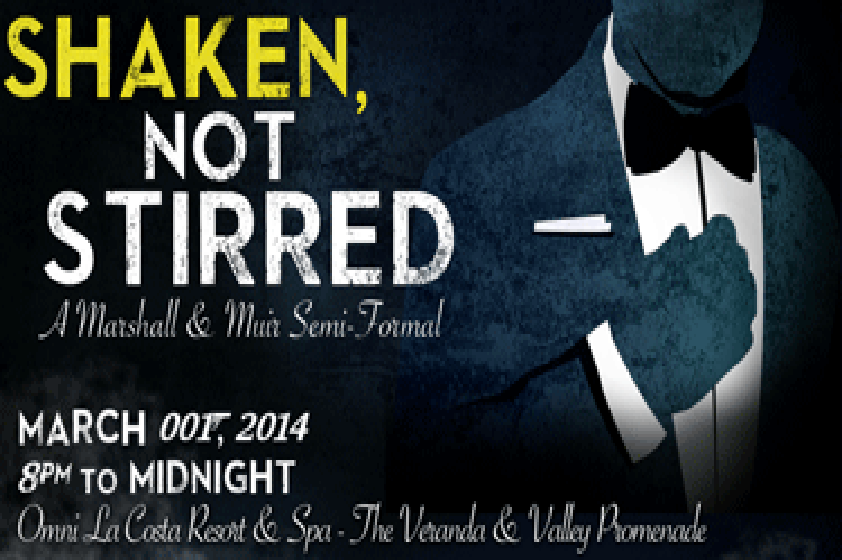 SHAKEN,
NOT
STIRRED
A Marshall & Muir Semi-Formal
MARCH 001', 2014
8PM TO MIDNIGHT
Omni La Costa Resort & Spa - The Veranda & Valley Promenade